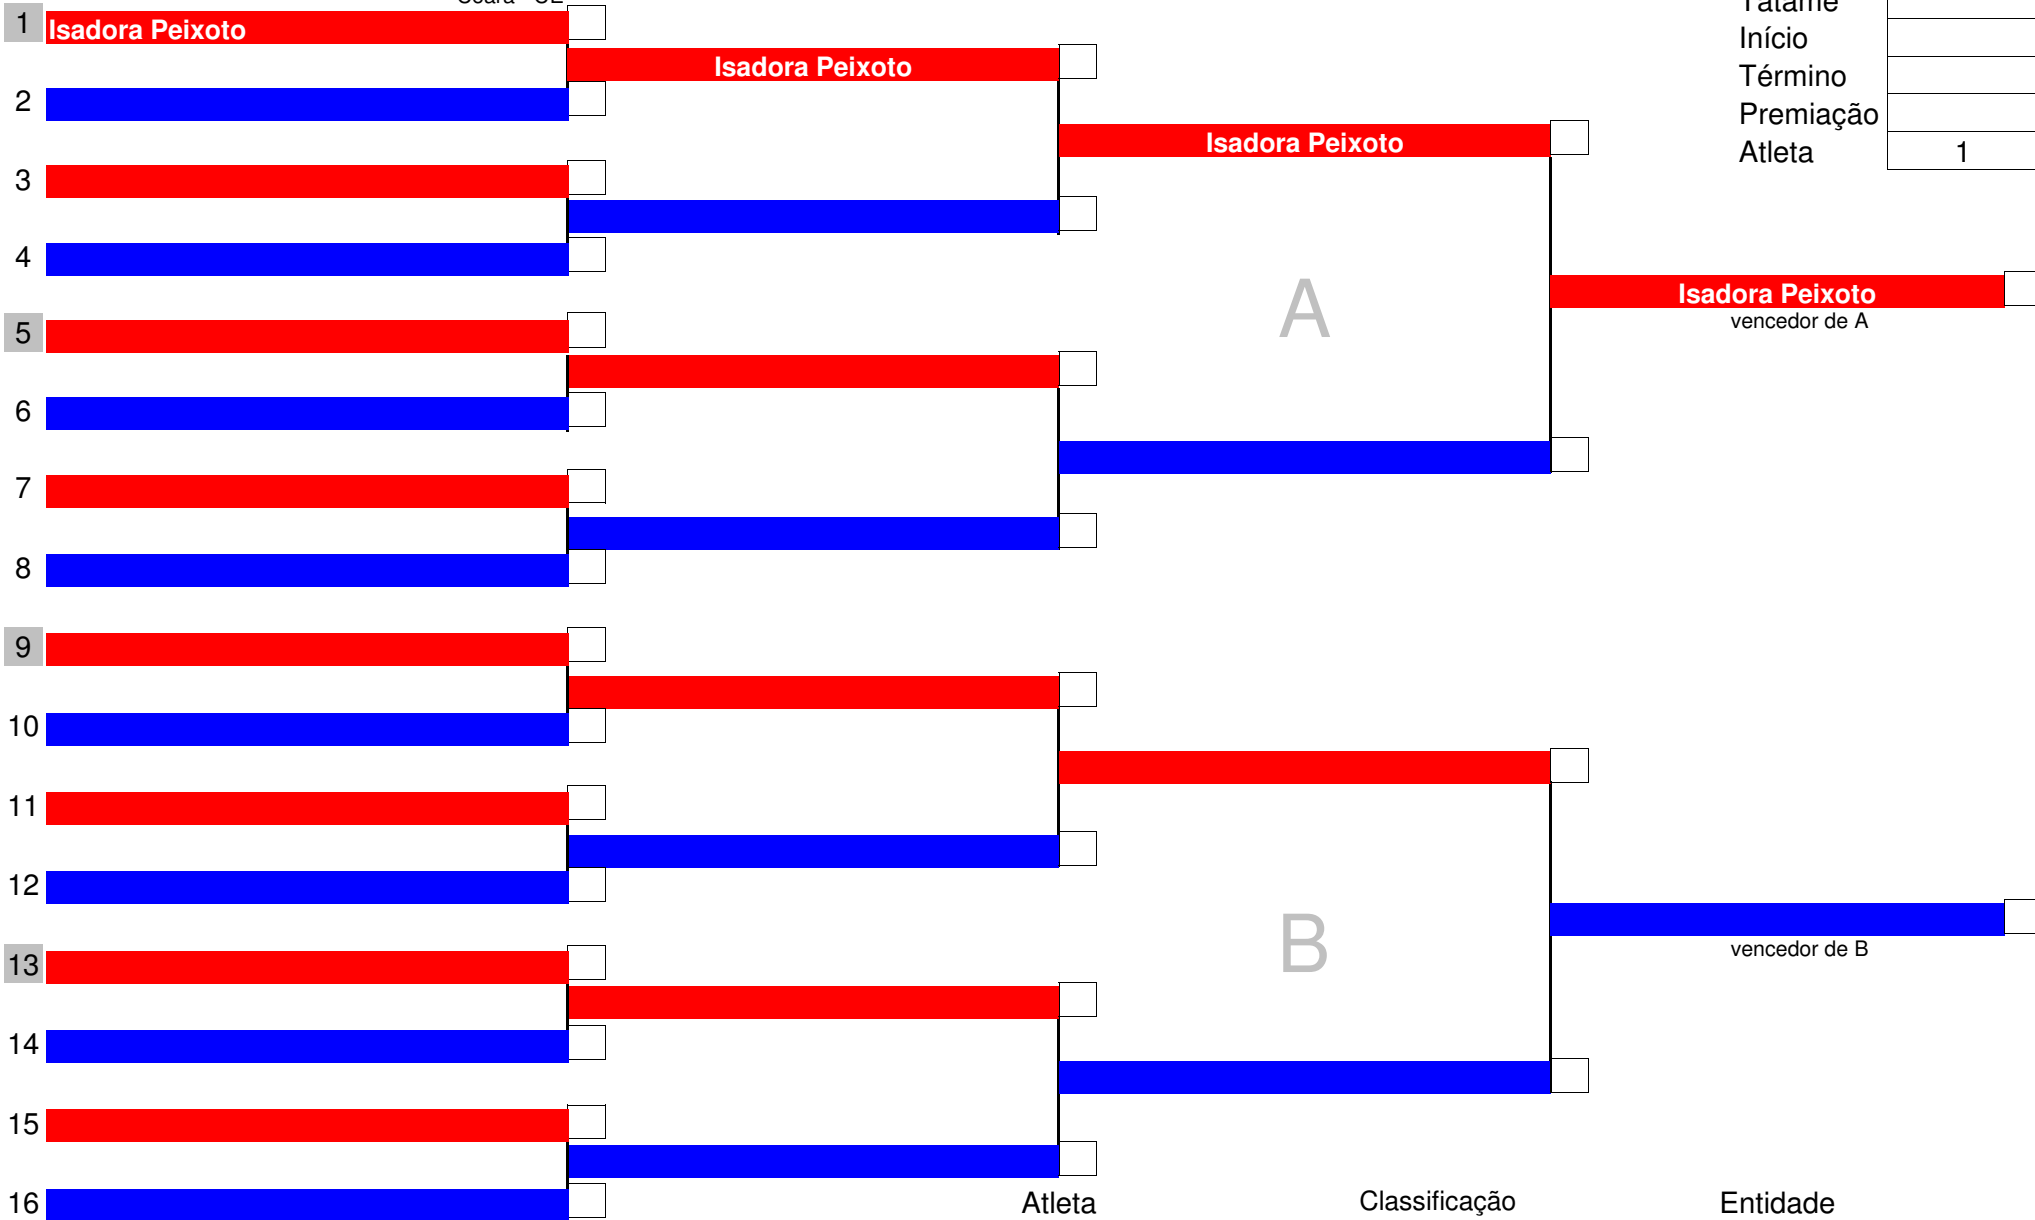 1 Isadora Peixoto
Isadora Peixoto
2
Isadora Peixoto
3
4
Isadora Peixoto
vencedor de A
A
5
6
7
8
9
10
11
12
vencedor de B
B
13
14
15
16
Início
Término
Premiação
Atleta 1
Atleta Classificação Entidade